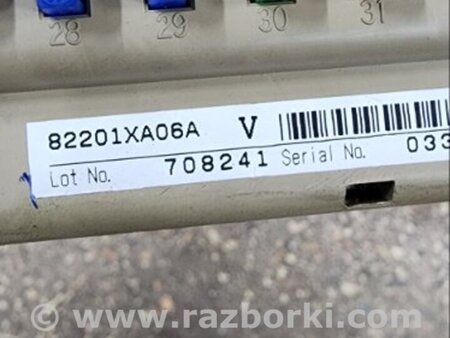 28 29 30 31
82201XA06A V
Lot No. 708241 Serial No. 033
www.razborki.com